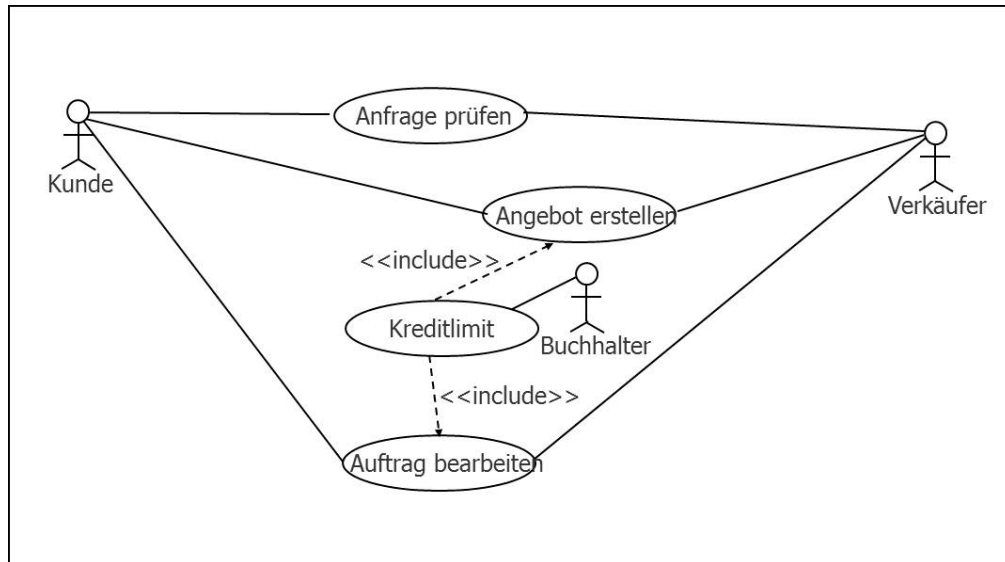 Anfrage prüfen
Kunde
Verkäufer
Angebot erstellen
<<include>>
Kreditlimit
Buchhalter
<<include>>
Auftrag bearbeiten